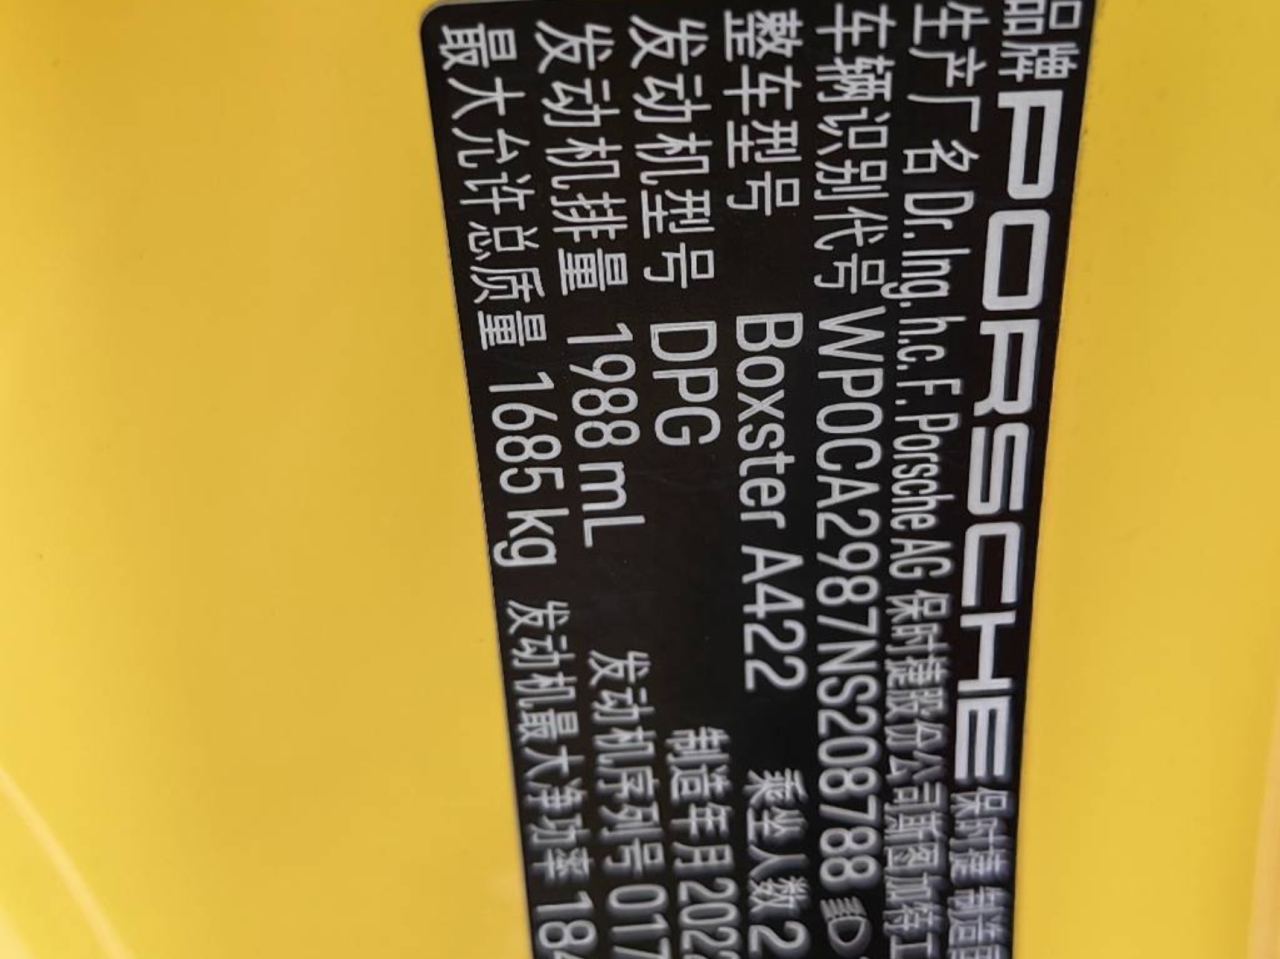 品牌 PORSCHE 保时捷 制造国
生产厂名 Dr. Ing. h.c. F. Porsche AG 保时捷股份公司斯图加特工
车辆识别代号 WP0CA2987NS208788
整车型号 Boxster A422 乘坐人数 2
发动机型号 DPG 制造年月 2022
发动机排量 1988 mL 发动机序列号 017
最大允许总质量 1685 kg 发动机最大净功率 184